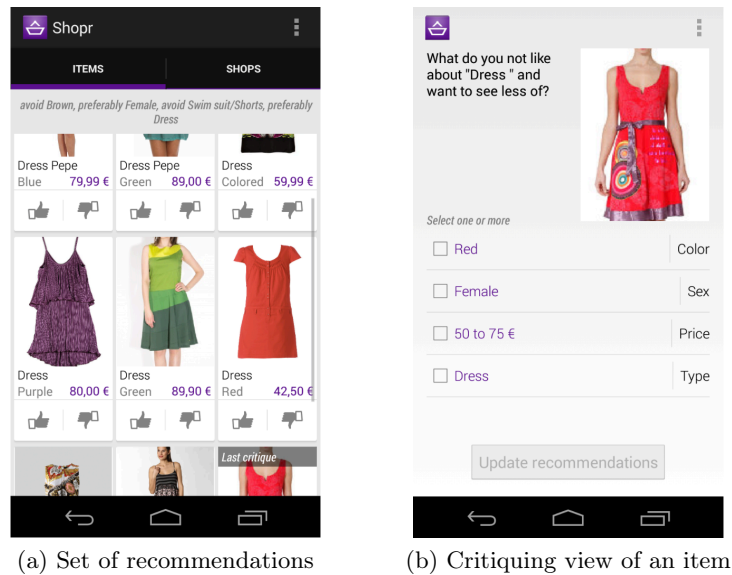 Shopr
ITEMS
SHOPS
avoid Brown, preferably Female, avoid Swim suit/Shorts, preferably
Dress
Dress Pepe
Blue 79,99 €
Dress Pepe
Green 89,00 €
Dress
Colored 59,99 €
Dress
Purple 80,00 €
Dress
Green 89,90 €
Dress
Red 42,50 €
Last critique
(a) Set of recommendations
What do you not like
about "Dress " and
want to see less of?
Select one or more
Red Color
Female Sex
50 to 75 € Price
Dress Type
Update recommendations
(b) Critiquing view of an item